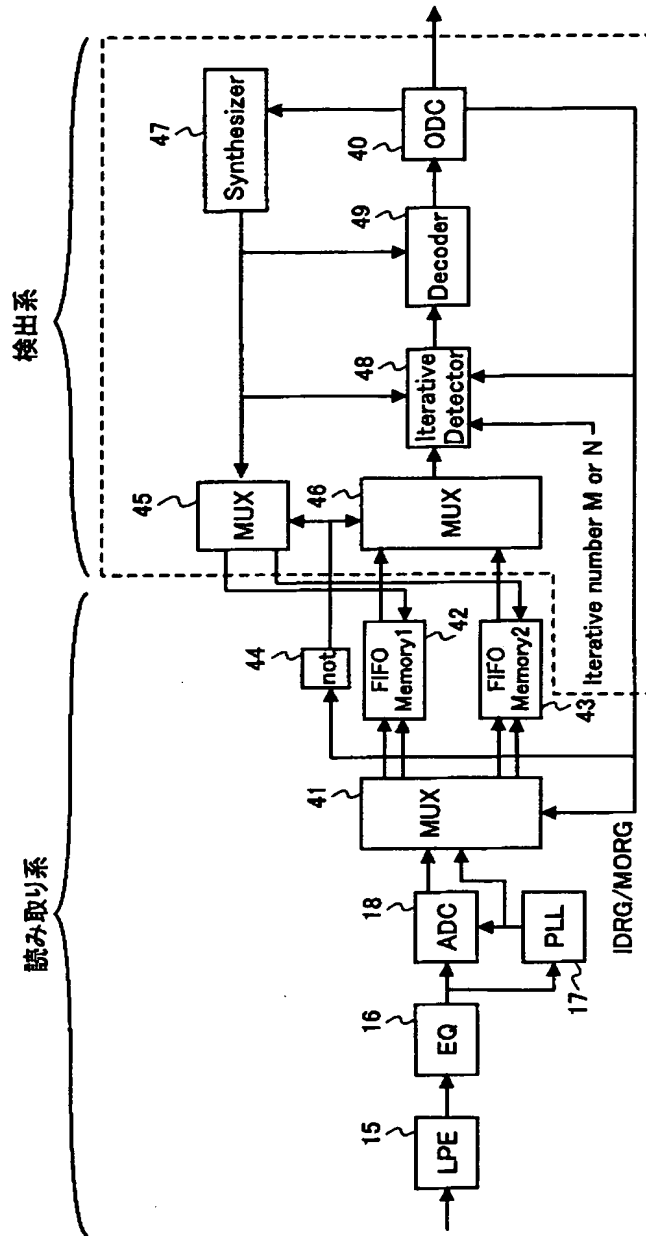 読み取り系
検出系
15
LPE
16
EQ
18
ADC
PLL
17
41
MUX
IDRG/MORG
44
not
FIFO
Memory1
42
FIFO
Memory2
43
45
MUX
46
MUX
47
Synthesizer
48
Iterative
Detector
49
Decoder
40
ODC
Iterative number M or N